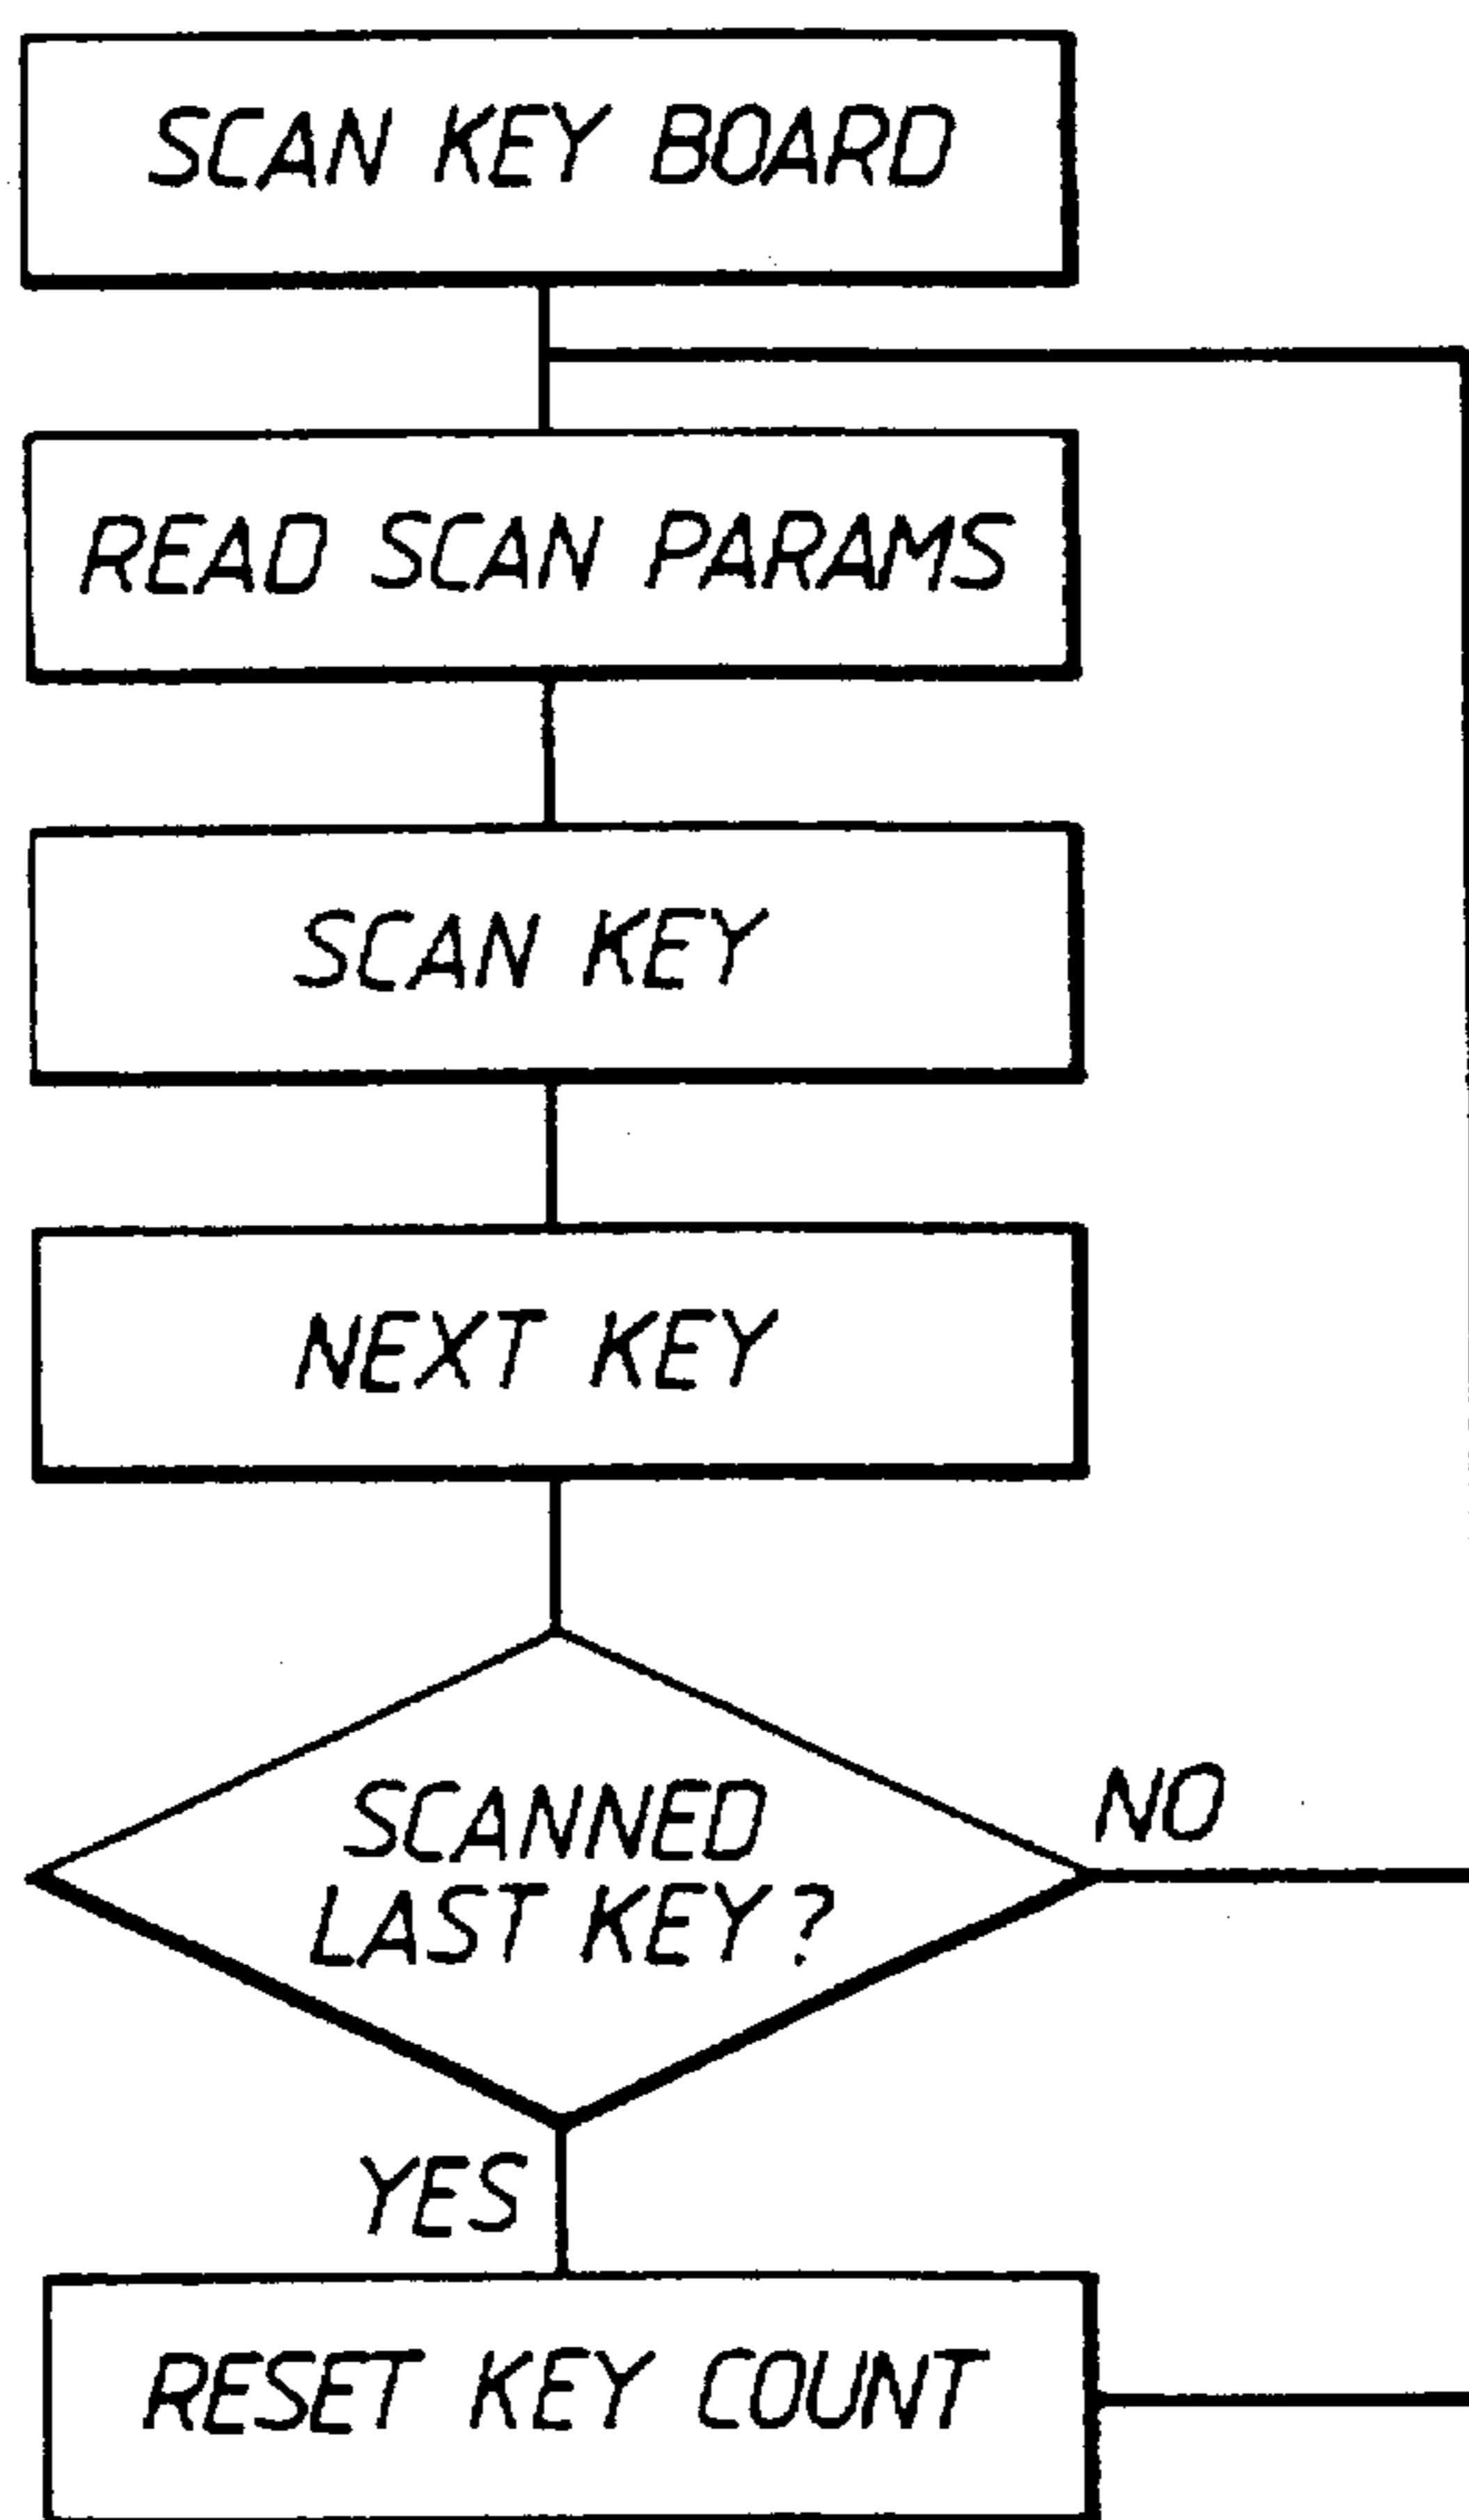 SCAN KEY BOARD
READ SCAN PARAMS
SCAN KEY
NEXT KEY
SCANNED
LAST KEY?
NO
YES
RESET KEY COUNT